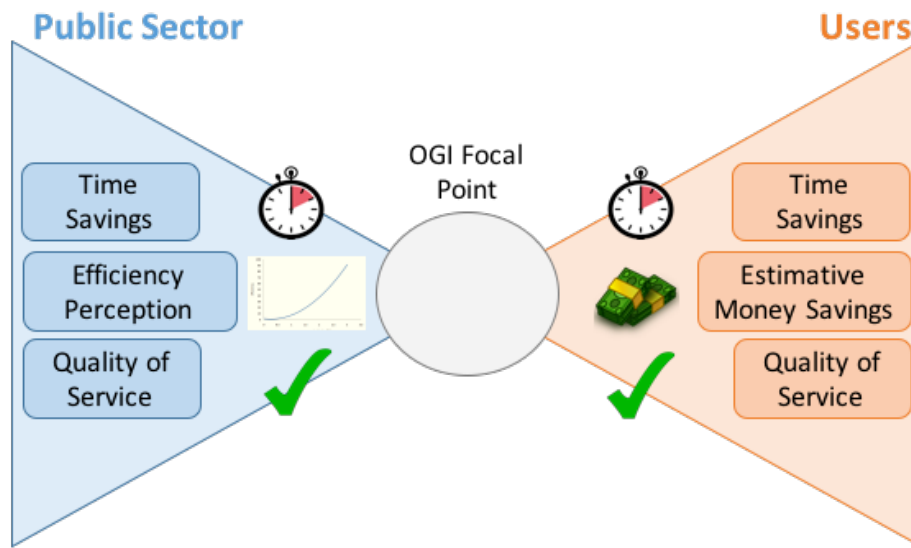 Public Sector
Users
OGI Focal
Point
Time
Savings
Efficiency
Perception
Quality of
Service
Time
Savings
Estimative
Money Savings
Quality of
Service